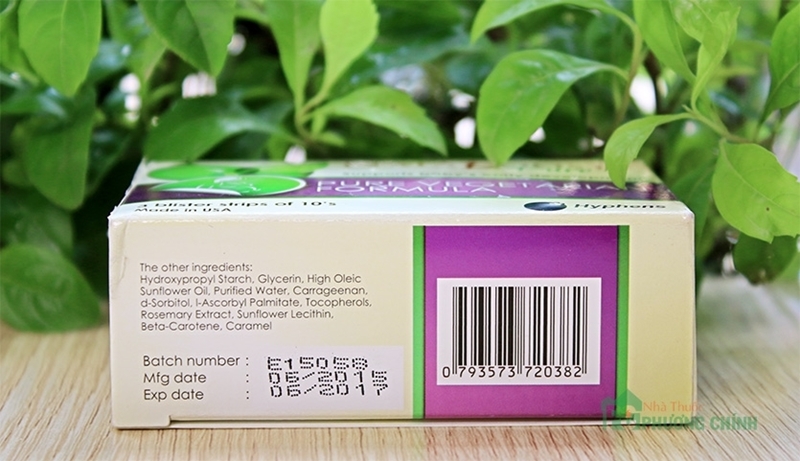 PURE VEGETARIAN
FORMULA
3 blister strips of 10's
Made in USA
Hyphens
The other ingredients:
Hydroxypropyl Starch, Glycerin, High Oleic
Sunflower Oil, Purified Water, Carrageenan,
d-Sorbitol, l-Ascorbyl Palmitate, Tocopherols,
Rosemary Extract, Sunflower Lecithin,
Beta-Carotene, Caramel
Batch number : E15058
Mfg date : 06/2015
Exp date : 06/2017
0 793573 720382
Nhà Thuốc
PHƯƠNG CHÍNH